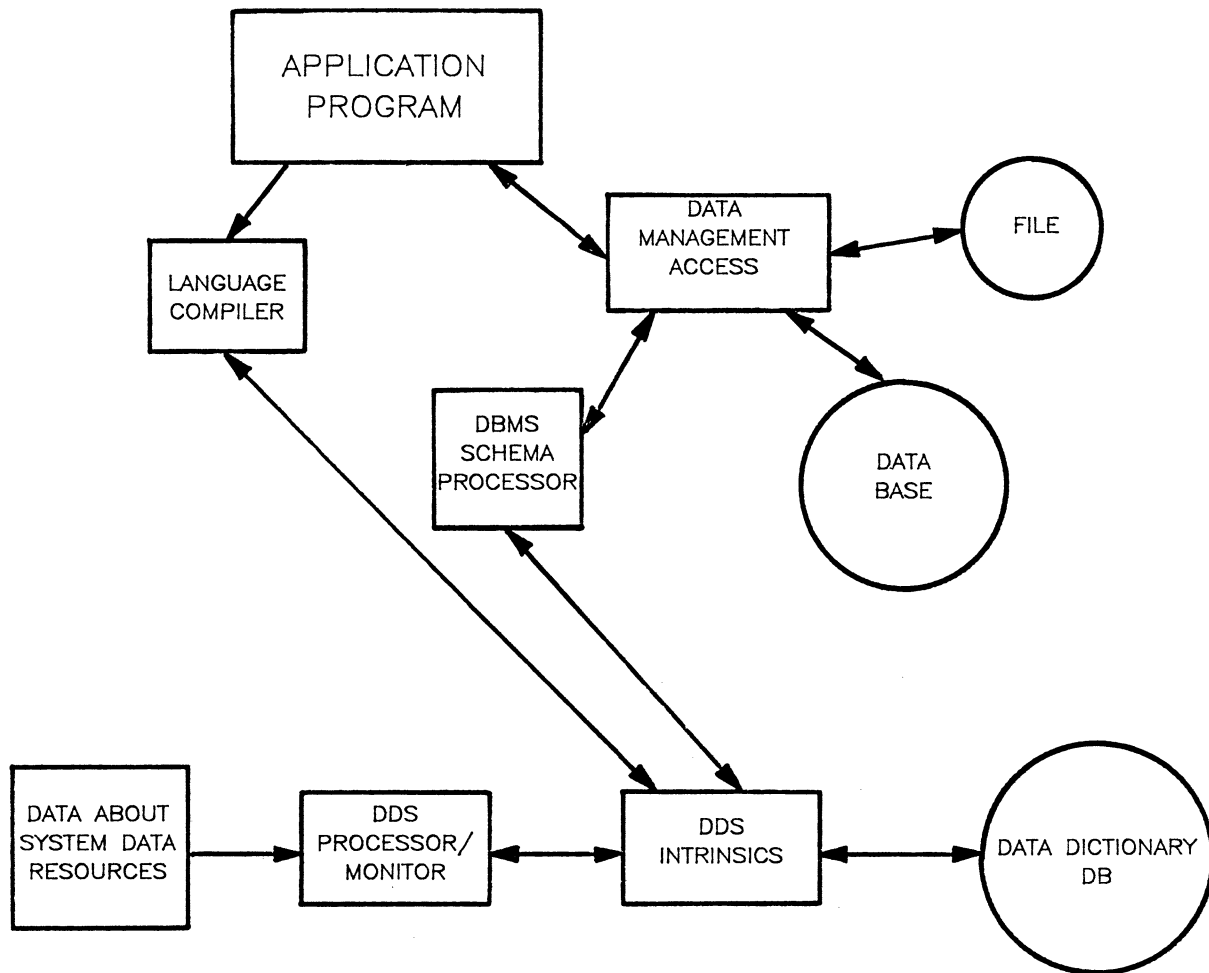 APPLICATION
PROGRAM
DATA
MANAGEMENT
ACCESS
FILE
LANGUAGE
COMPILER
DBMS
SCHEMA
PROCESSOR
DATA
BASE
DATA ABOUT
SYSTEM DATA
RESOURCES
DDS
PROCESSOR/
MONITOR
DDS
INTRINSICS
DATA DICTIONARY
DB